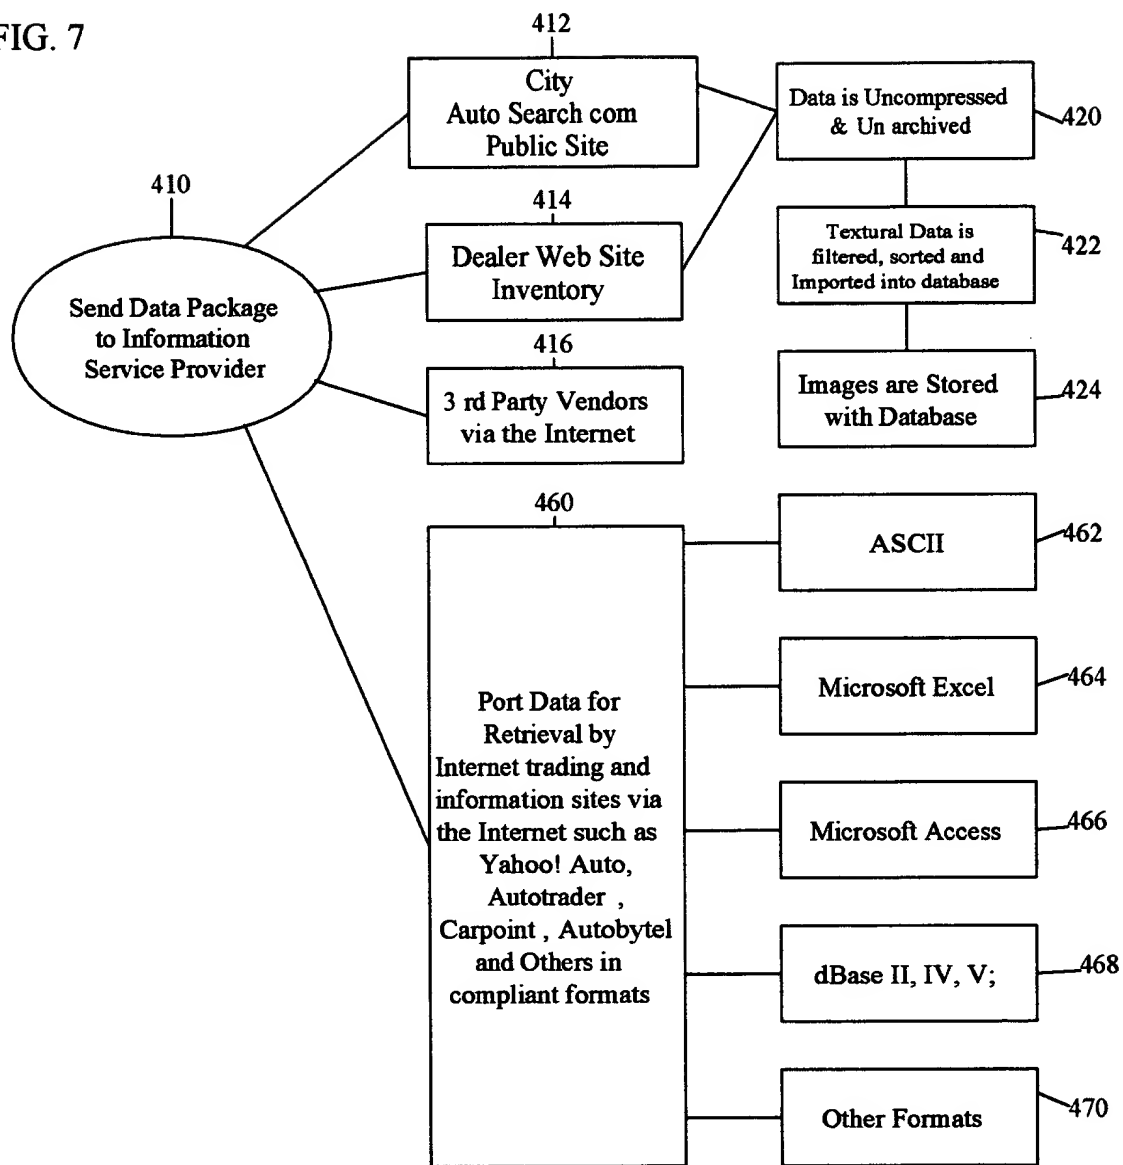 FIG. 7
412
City
Auto Search com
Public Site
Data is Uncompressed
& Un archived
420
410
Send Data Package
to Information
Service Provider
414
Dealer Web Site
Inventory
Textural Data is
filtered, sorted and
Imported into database
422
416
3 rd Party Vendors
via the Internet
Images are Stored
with Database
424
460
Port Data for
Retrieval by
Internet trading and
information sites via
the Internet such as
Yahoo! Auto,
Autotrader ,
Carpoint , Autobytel
and Others in
compliant formats
ASCII
462
Microsoft Excel
464
Microsoft Access
466
dBase II, IV, V;
468
Other Formats
470